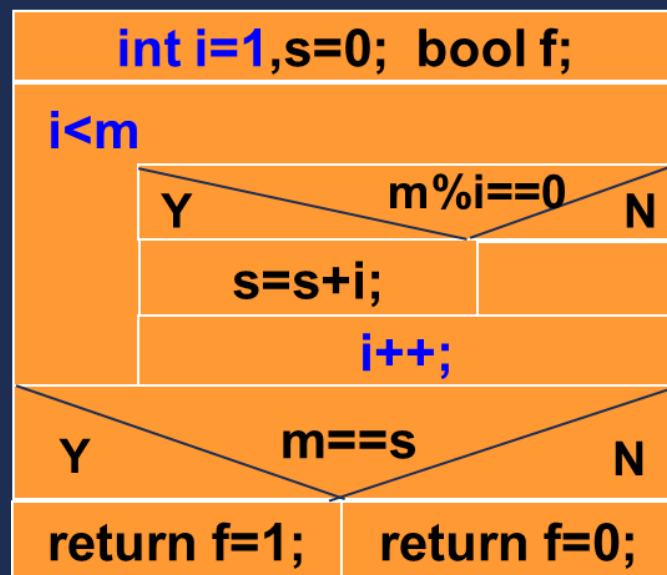 int i=1,s=0; bool f;
i<m
m%i==0
Y N
s=s+i;
i++;
m==s
Y N
return f=1; return f=0;